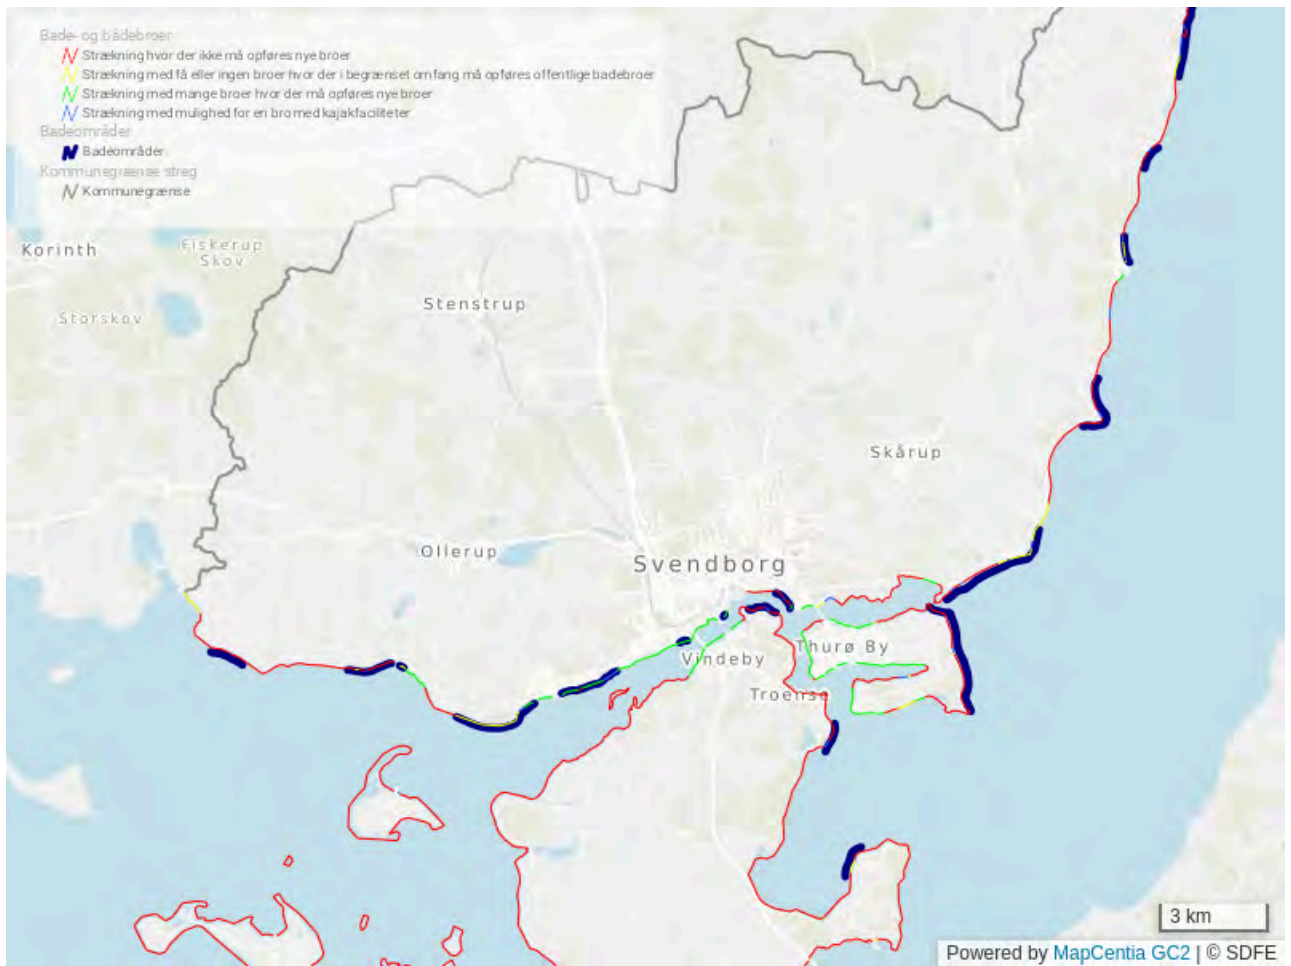 Bade- og bådebroer
Strækning hvor der ikke må opføres nye broer
Strækning med få eller ingen broer hvor der i begrænset omfang må opføres offentlige badebroer
Strækning med mange broer hvor der må opføres nye broer
Strækning med mulighed for en bro med kajakfaciliteter
Badeområder
Badeområder
Kommunegrænse streg
Kommunegrænse
Korinth
Fiskerup
Skov
Storskov
Stenstrup
Skårup
Ollerup
Svendborg
Vindeby
Thurø By
Troense
3 km
Powered by MapCentia GC2 | © SDFE